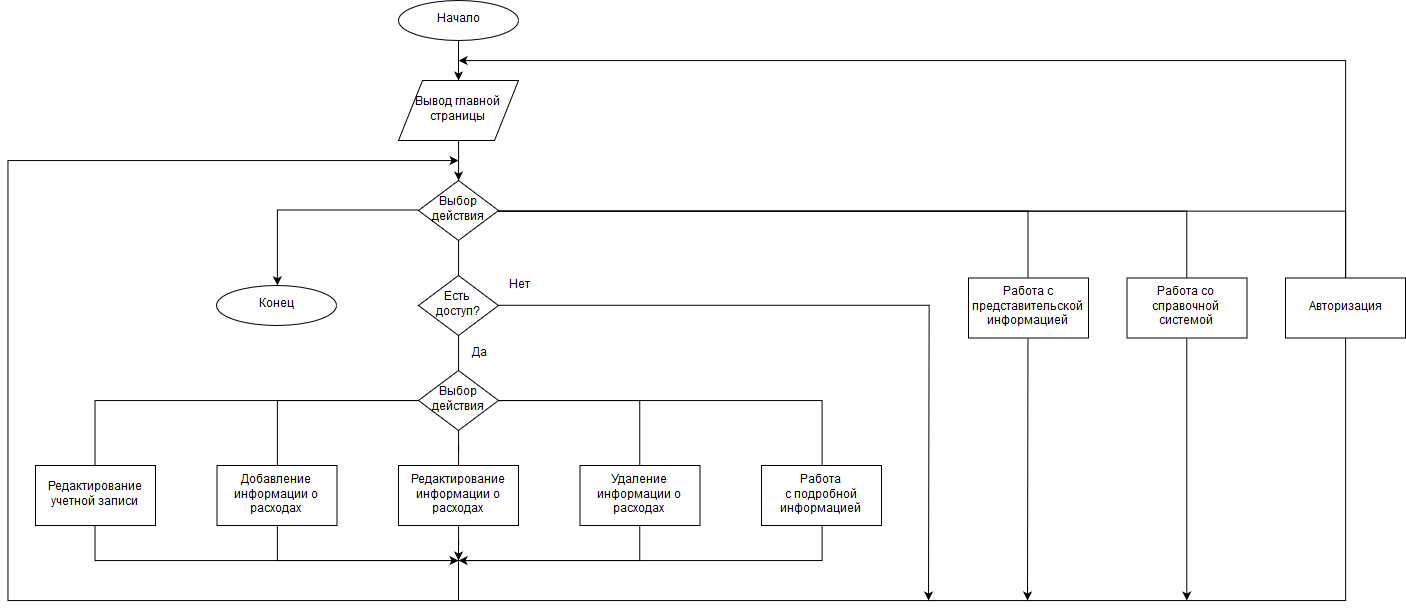 Начало
Вывод главной
страницы
Выбор
действия
Конец
Есть
доступ?
Нет
Да
Работа с
представительской
информацией
Работа со
справочной
системой
Авторизация
Выбор
действия
Редактирование
учетной записи
Добавление
информации о
расходах
Редактирование
информации о
расходах
Удаление
информации о
расходах
Работа
с подробной
информацией